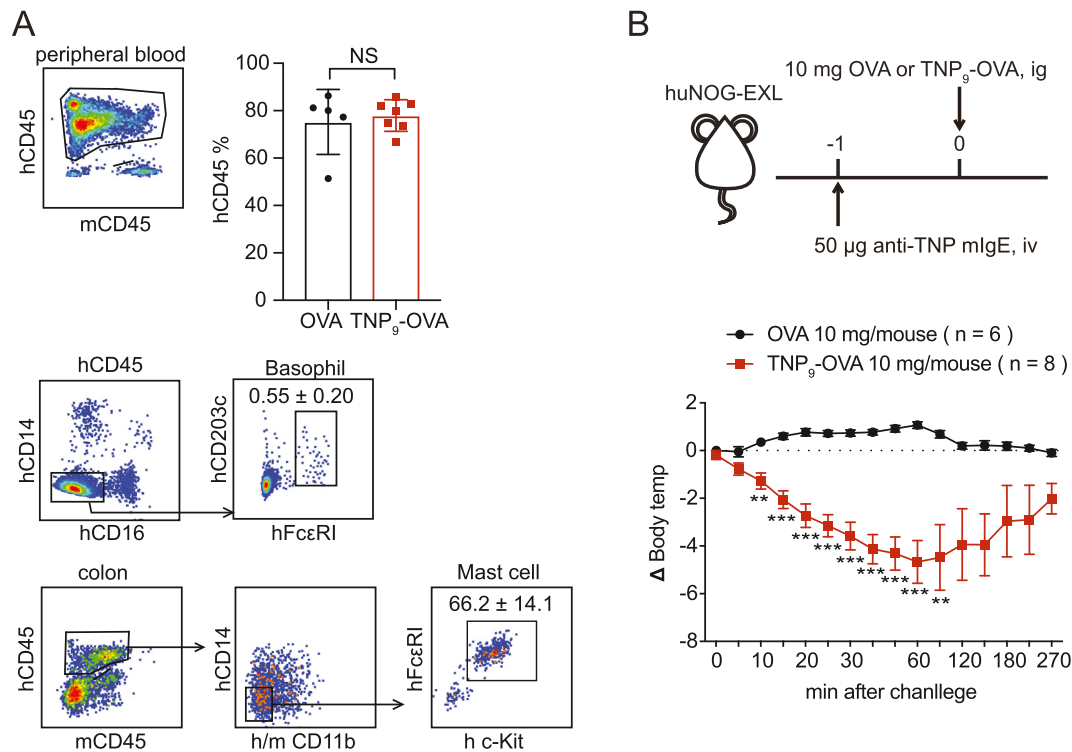 A
peripheral blood
hCD45
mCD45
NS
hCD45 %
100
80
60
40
20
0
OVA
TNP9-OVA
hCD45
hCD14
hCD16
Basophil
0.55 ± 0.20
hCD203c
hFcεRI
colon
hCD45
mCD45
hCD14
h/m CD11b
Mast cell
66.2 ± 14.1
hFcεRI
h c-Kit
B
10 mg OVA or TNP9-OVA, ig
huNOG-EXL
-1
0
50 μg anti-TNP mIgE, iv
OVA 10 mg/mouse ( n = 6 )
TNP9-OVA 10 mg/mouse ( n = 8 )
Δ Body temp
2
0
-2
-4
-6
-8
**
***
***
***
***
***
***
***
**
0 10 20 30 60 120 180 270
min after chanllege